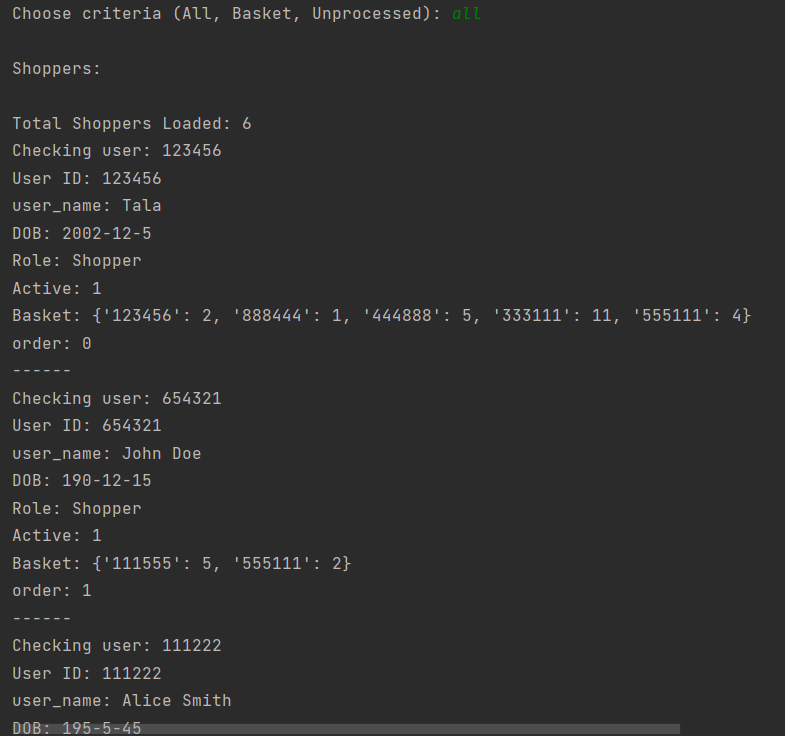 Choose criteria (All, Basket, Unprocessed): all
Shoppers:
Total Shoppers Loaded: 6
Checking user: 123456
User ID: 123456
user_name: Tala
DOB: 2002-12-5
Role: Shopper
Active: 1
Basket: {'123456': 2, '888444': 1, '444888': 5, '333111': 11, '555111': 4}
order: 0
------
Checking user: 654321
User ID: 654321
user_name: John Doe
DOB: 190-12-15
Role: Shopper
Active: 1
Basket: {'111555': 5, '555111': 2}
order: 1
------
Checking user: 111222
User ID: 111222
user_name: Alice Smith
DOB: 195-5-45